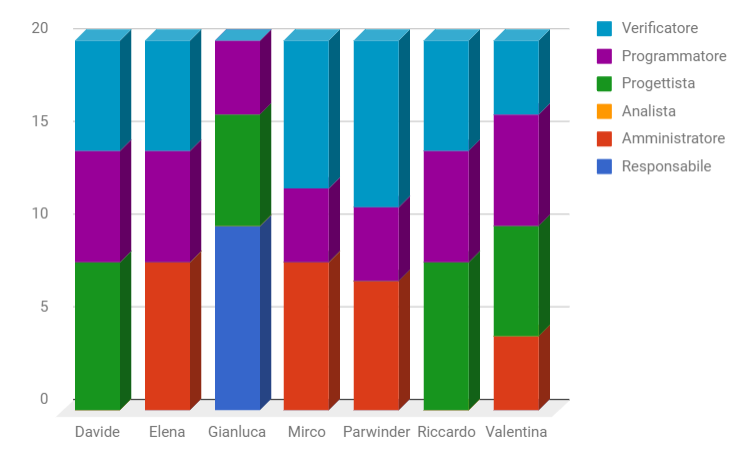 20
15
10
5
0
Davide Elena Gianluca Mirco Parwinder Riccardo Valentina
Verificatore
Programmatore
Progettista
Analista
Amministratore
Responsabile